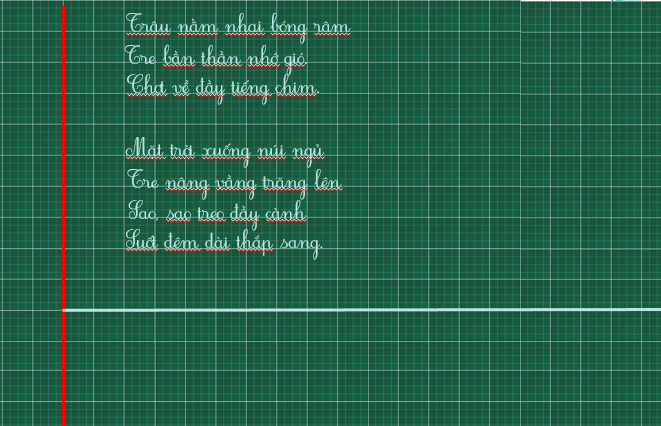 Trâu nằm nhai bóng râm
Tre bần thần nhớ gió
Chợt về đầy tiếng chim.
Mặt trời xuống núi ngủ
Tre nâng vầng trăng lên
Sao, sao treo đầy cành
Suốt đêm dài thắp sang.